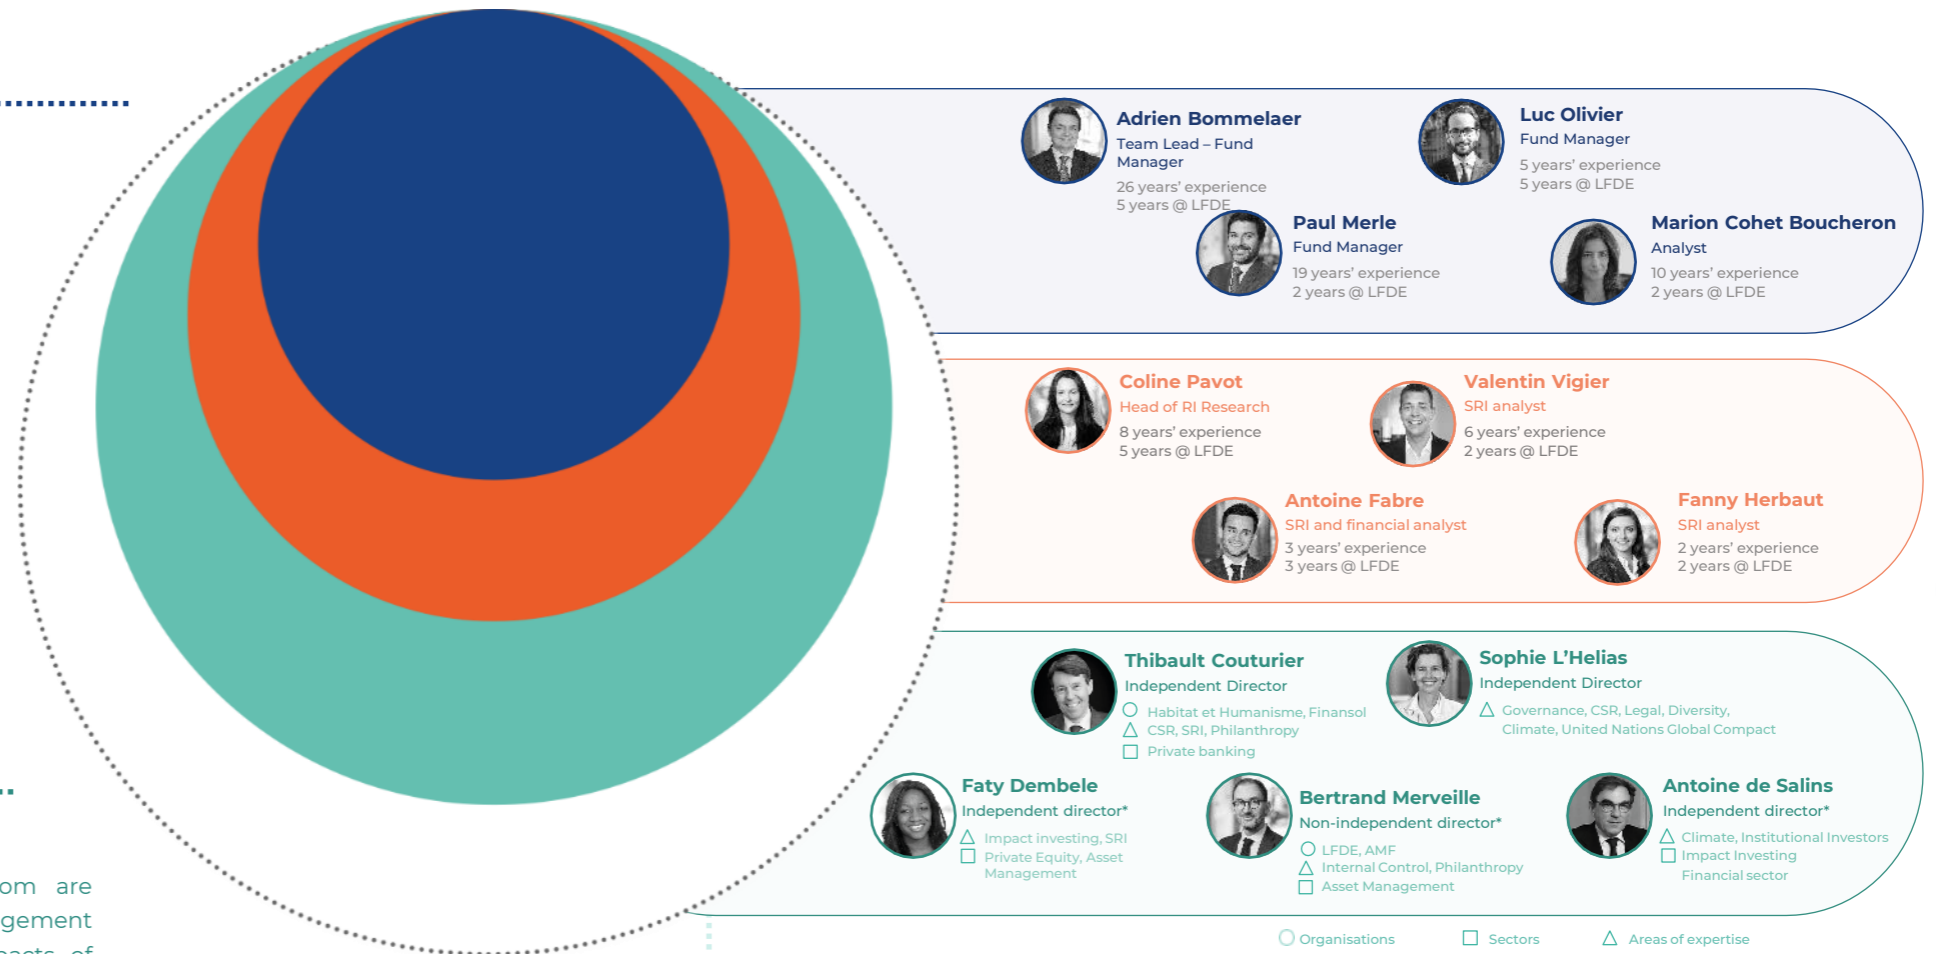 Adrien Bommelaer
Team Lead – Fund
Manager
26 years' experience
5 years @ LFDE
Luc Olivier
Fund Manager
5 years' experience
5 years @ LFDE
Paul Merle
Fund Manager
19 years' experience
2 years @ LFDE
Marion Cohet Boucheron
Analyst
10 years' experience
2 years @ LFDE
Coline Pavot
Head of RI Research
8 years' experience
5 years @ LFDE
Valentin Vigier
SRI analyst
6 years' experience
2 years @ LFDE
Antoine Fabre
SRI and financial analyst
3 years' experience
3 years @ LFDE
Fanny Herbaut
SRI analyst
2 years' experience
2 years @ LFDE
Thibault Couturier
Independent Director
Habitat et Humanisme, Finansol
CSR, SRI, Philanthropy
Private banking
Sophie L'Helias
Independent Director
Governance, CSR, Legal, Diversity,
Climate, United Nations Global Compact
Faty Dembele
Independent director*
Impact investing, SRI
Private Equity, Asset
Management
Bertrand Merveille
Non-independent director*
LFDE, AMF
Internal Control, Philanthropy
Asset Management
Antoine de Salins
Independent director*
Climate, Institutional Investors
Impact Investing
Financial sector
om are
gement
of
Organisations
Sectors
Areas of expertise